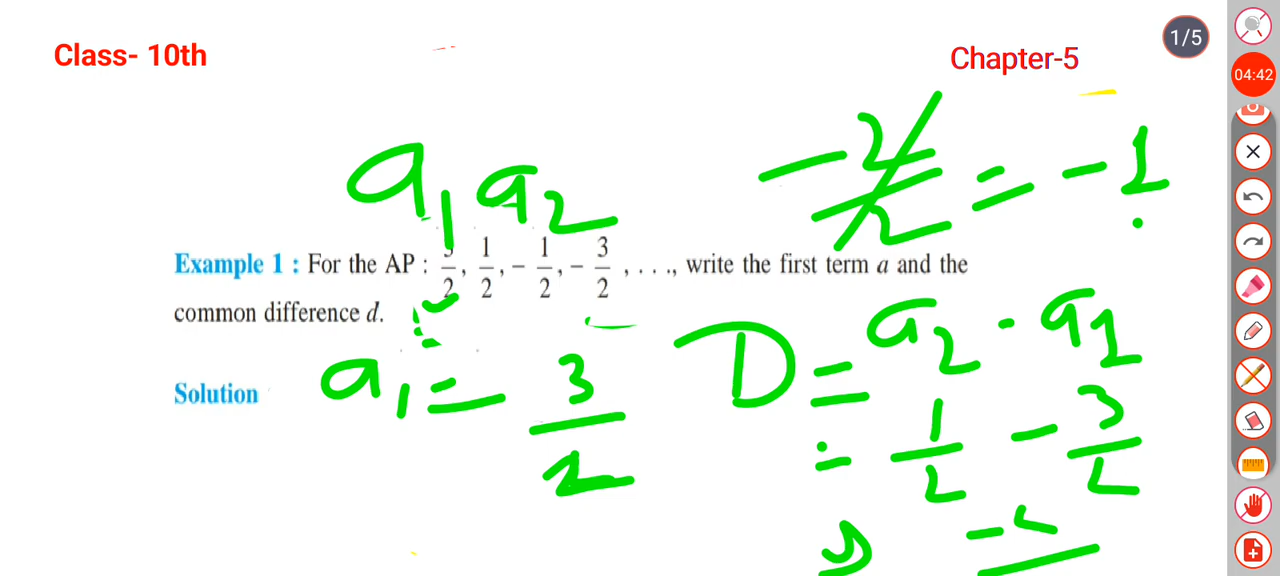 Class- 10th
Chapter-5
1/5
04:42
-2/2 = -1
a1 a2
Example 1 : For the AP : 3/2, 1/2, -1/2, -3/2, . . ., write the first term a and the
common difference d.
D = a2 - a1
Solution
a1 = 3/2
= 1/2 - 3/2